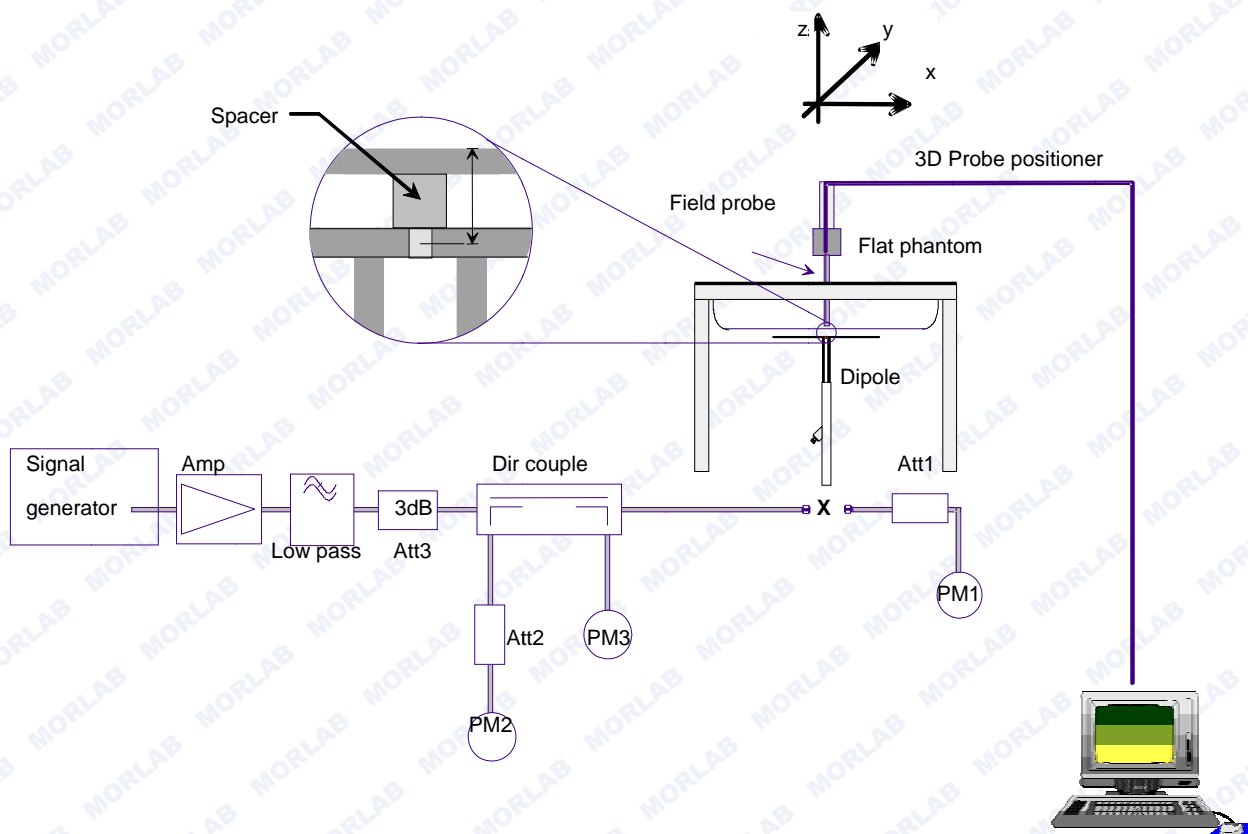 z
y
x
Spacer
3D Probe positioner
Field probe
Flat phantom
Dipole
Signal
generator
Amp
Low pass
3dB
Att3
Dir couple
Att1
X
PM1
Att2
PM3
PM2
MORLAB